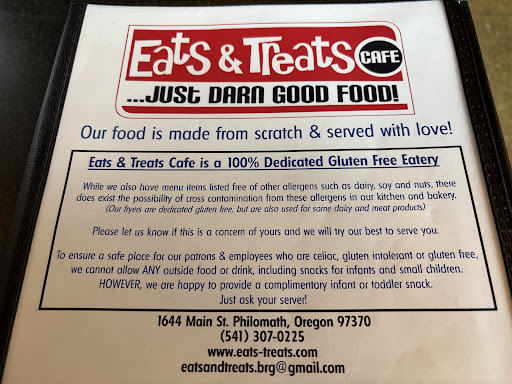 Eats & Treats CAFE
...JUST DARN GOOD FOOD!
Our food is made from scratch & served with love!
Eats & Treats Cafe is a 100% Dedicated Gluten Free Eatery
While we also have menu items listed free of other allergens such as dairy, soy and nuts, there
does exist the possibility of cross contamination from these allergens in our kitchen and bakery.
(Our fryers are dedicated gluten free, but are also used for some dairy and meat products)
Please let us know if this is a concern of yours and we will try our best to serve you.
To ensure a safe place for our patrons & employees who are celiac, gluten intolerant or gluten free,
we cannot allow ANY outside food or drink, including snacks for infants and small children.
HOWEVER, we are happy to provide a complimentary infant or toddler snack.
Just ask your server!
1644 Main St. Philomath, Oregon 97370
(541) 307-0225
www.eats-treats.com
eatsandtreats.brg@gmail.com